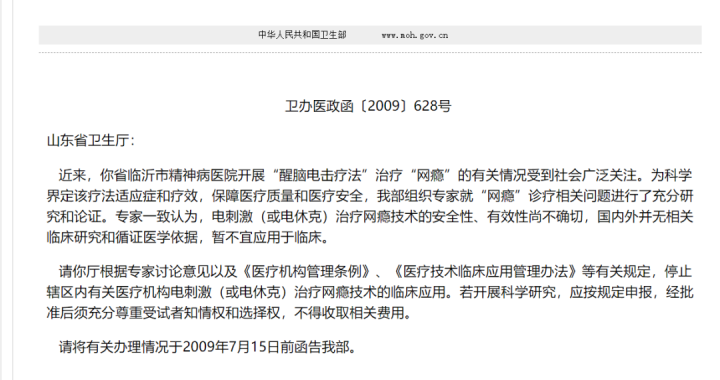 中华人民共和国卫生部 www.moh.gov.cn
卫办医政函〔2009〕628号
山东省卫生厅：
近来，你省临沂市精神病医院开展“醒脑电击疗法”治疗“网瘾”的有关情况受到社会广泛关注。为科学
界定该疗法适应症和疗效，保障医疗质量和医疗安全，我部组织专家就“网瘾”诊疗相关问题进行了充分研
究和论证。专家一致认为，电刺激（或电休克）治疗网瘾技术的安全性、有效性尚不确切，国内外并无相关
临床研究和循证医学依据，暂不宜应用于临床。
请你厅根据专家讨论意见以及《医疗机构管理条例》、《医疗技术临床应用管理办法》等有关规定，停止
辖区内有关医疗机构电刺激（或电休克）治疗网瘾技术的临床应用。若开展科学研究，应按规定申报，经批
准后须充分尊重受试者知情权和选择权，不得收取相关费用。
请将有关办理情况于2009年7月15日前函告我部。